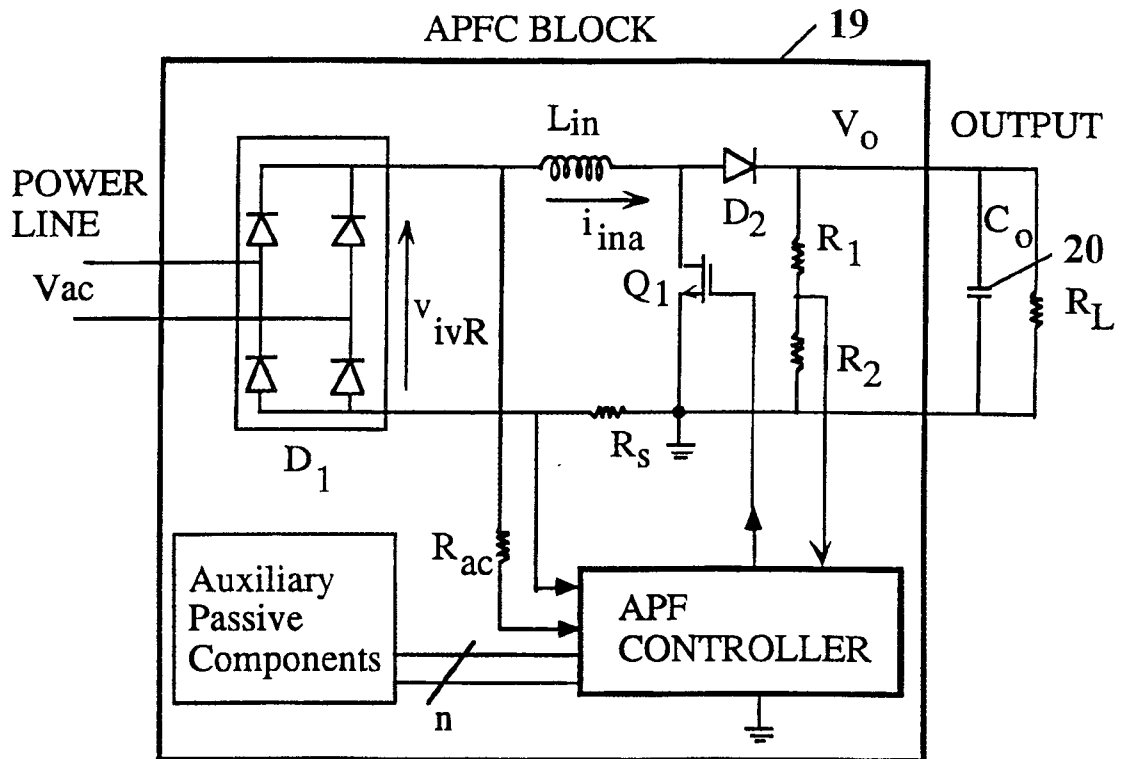 APFC BLOCK
19
Lin
Vo
OUTPUT
POWER
LINE
iina
D2
R1
Co
20
Vac
vivR
Q1
RL
R2
Rs
D1
Rac
Auxiliary
Passive
Components
APF
CONTROLLER
n